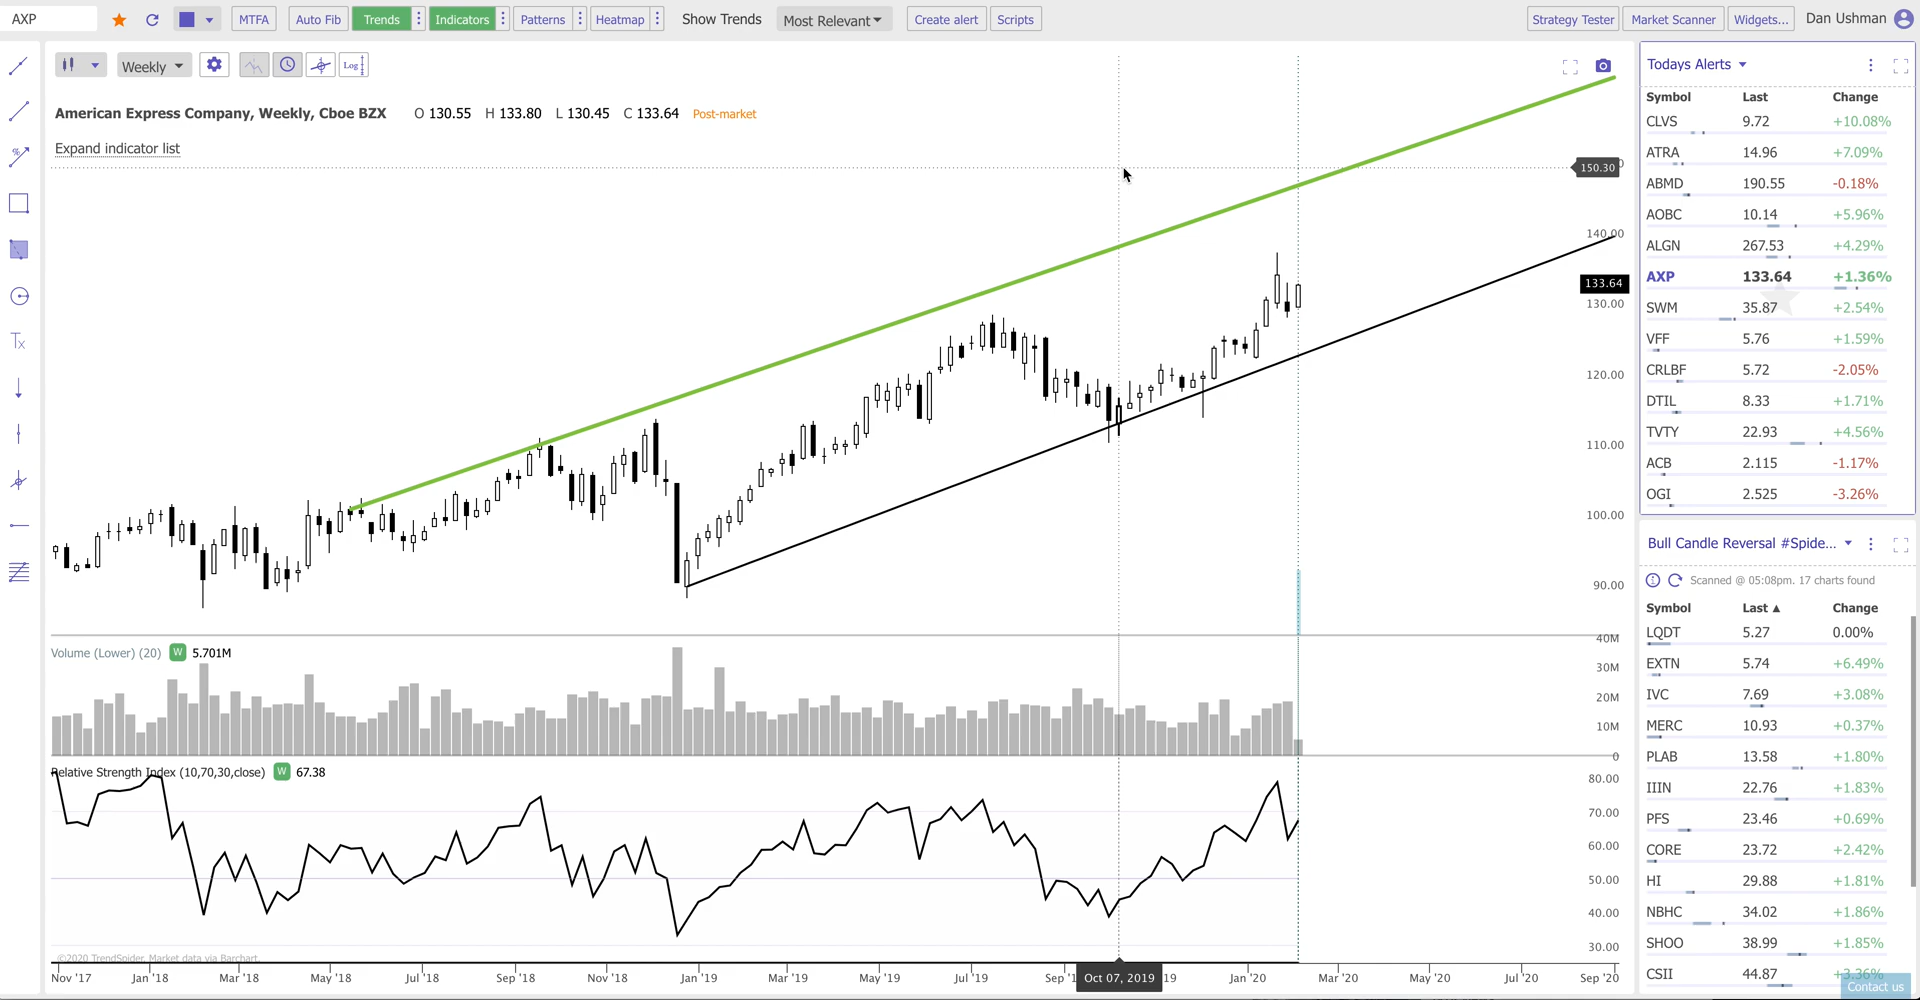 AXP
MTFA
Auto Fib
Trends
Indicators
Patterns
Heatmap
Show Trends
Most Relevant
Create alert
Scripts
Strategy Tester
Market Scanner
Widgets...
Dan Ushman
Weekly
Log
American Express Company, Weekly, Cboe BZX O 130.55 H 133.80 L 130.45 C 133.64 Post-market
Expand indicator list
150.30
140.00
133.64
130.00
120.00
110.00
100.00
90.00
Volume (Lower) (20) W 5.701M
40M
30M
20M
10M
0
Relative Strength Index (10,70,30,close) W 67.38
80.00
70.00
60.00
50.00
40.00
30.00
©2020 TrendSpider. Market data via Barchart.
Nov '17 Jan '18 Mar '18 May '18 Jul '18 Sep '18 Nov '18 Jan '19 Mar '19 May '19 Jul '19 Sep '1 Oct 07, 2019 19 Jan '20 Mar '20 May '20 Jul '20 Sep '20
Todays Alerts
Symbol Last Change
CLVS 9.72 +10.08%
ATRA 14.96 +7.09%
ABMD 190.55 -0.18%
AOBC 10.14 +5.96%
ALGN 267.53 +4.29%
AXP 133.64 +1.36%
SWM 35.87 +2.54%
VFF 5.76 +1.59%
CRLBF 5.72 -2.05%
DTIL 8.33 +1.71%
TVTY 22.93 +4.56%
ACB 2.115 -1.17%
OGI 2.525 -3.26%
Bull Candle Reversal #Spide...
Scanned @ 05:08pm. 17 charts found
Symbol Last ▲ Change
LQDT 5.27 0.00%
EXTN 5.74 +6.49%
IVC 7.69 +3.08%
MERC 10.93 +0.37%
PLAB 13.58 +1.80%
IIIN 22.76 +1.83%
PFS 23.46 +0.69%
CORE 23.72 +2.42%
HI 29.88 +1.81%
NBHC 34.02 +1.86%
SHOO 38.99 +1.85%
CSII 44.87 +3.36%
Contact us